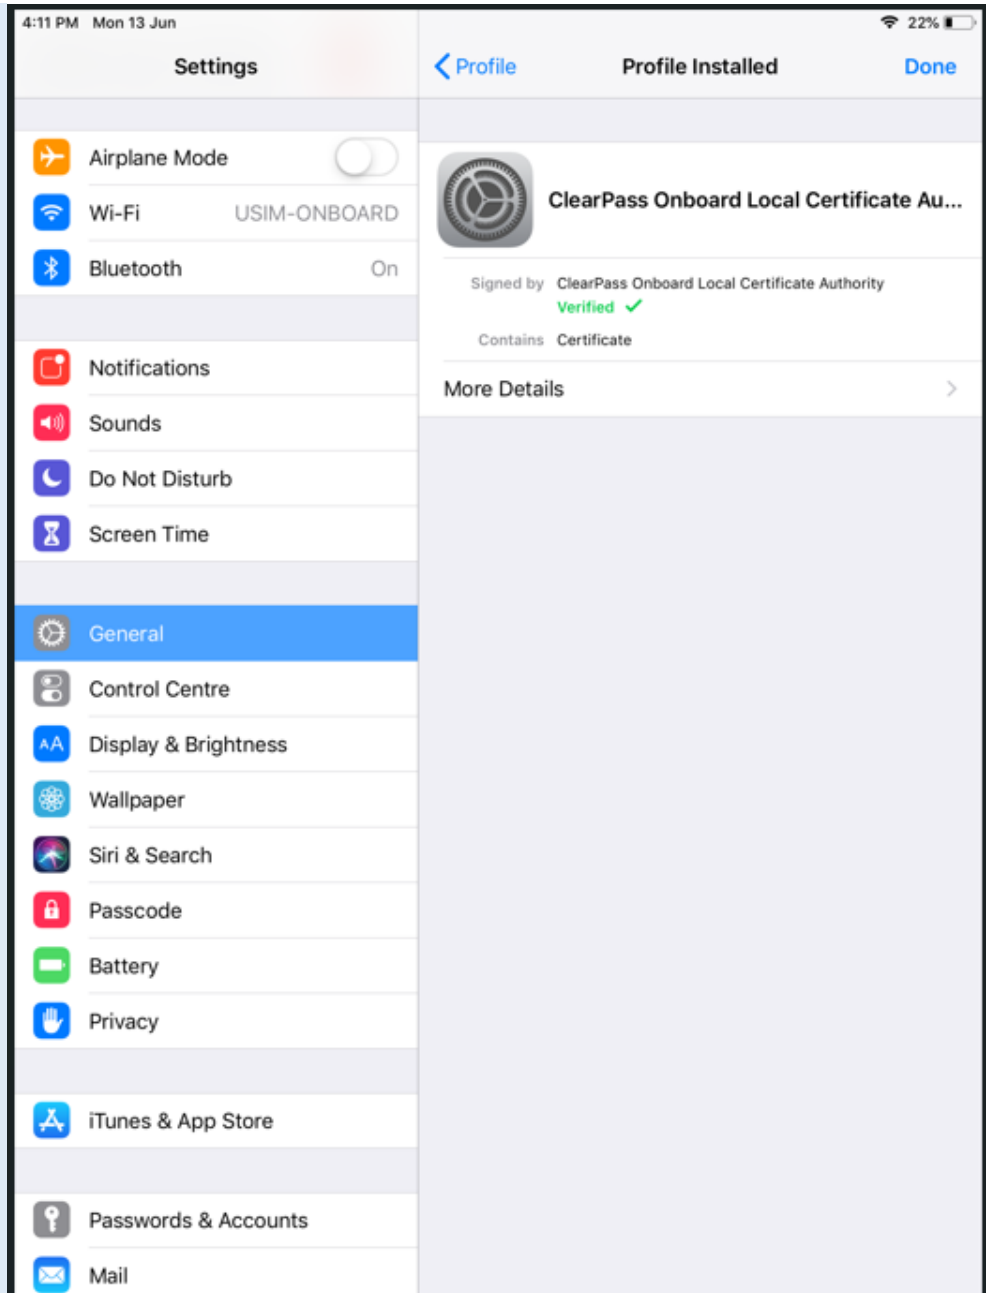 4:11 PM Mon 13 Jun
22%
Settings
Profile
Profile Installed
Done
Airplane Mode
Wi-Fi USIM-ONBOARD
Bluetooth On
Notifications
Sounds
Do Not Disturb
Screen Time
General
Control Centre
AA Display & Brightness
Wallpaper
Siri & Search
Passcode
Battery
Privacy
iTunes & App Store
Passwords & Accounts
Mail
ClearPass Onboard Local Certificate Au...
Signed by ClearPass Onboard Local Certificate Authority
Verified
Contains Certificate
More Details